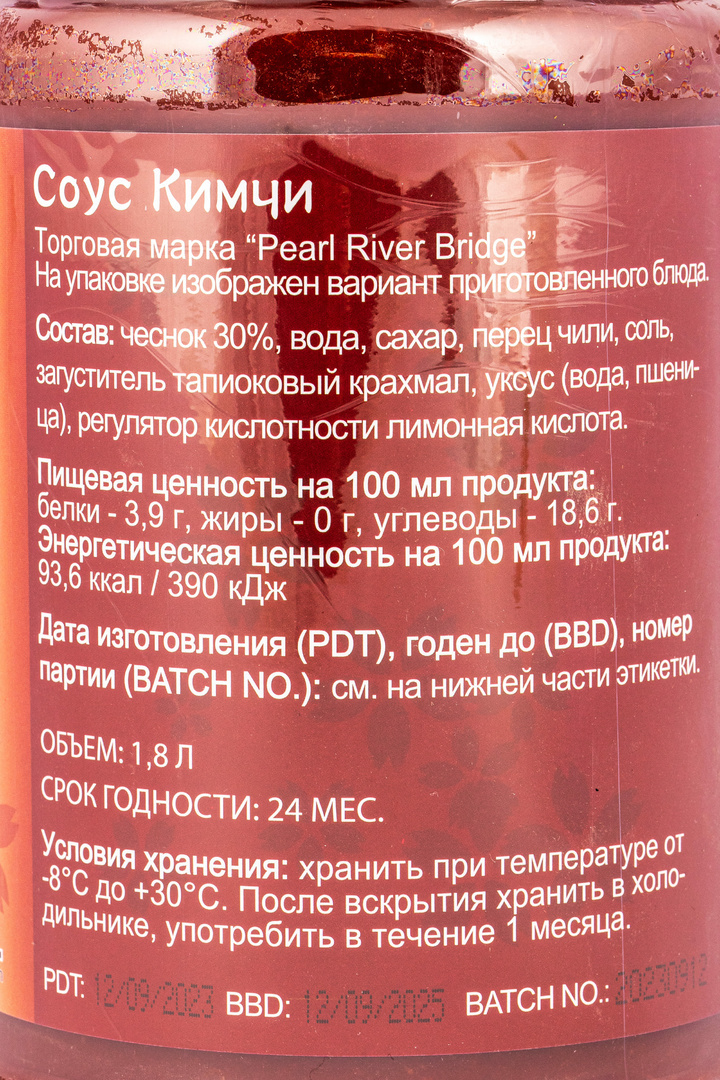 Соус Кимчи
Торговая марка “Pearl River Bridge”
На упаковке изображен вариант приготовленного блюда.
Состав: чеснок 30%, вода, сахар, перец чили, соль,
загуститель тапиоковый крахмал, уксус (вода, пшени-
ца), регулятор кислотности лимонная кислота.
Пищевая ценность на 100 мл продукта:
белки - 3,9 г, жиры - 0 г, углеводы - 18,6 г.
Энергетическая ценность на 100 мл продукта:
93,6 ккал / 390 кДж
Дата изготовления (PDT), годен до (BBD), номер
партии (BATCH NO.): см. на нижней части этикетки.
ОБЪЕМ: 1,8 Л
СРОК ГОДНОСТИ: 24 МЕС.
Условия хранения: хранить при температуре от
-8°C до +30°C. После вскрытия хранить в холо-
дильнике, употребить в течение 1 месяца.
PDT: 12/09/2023 BBD: 12/09/2025 BATCH NO.: 20230912